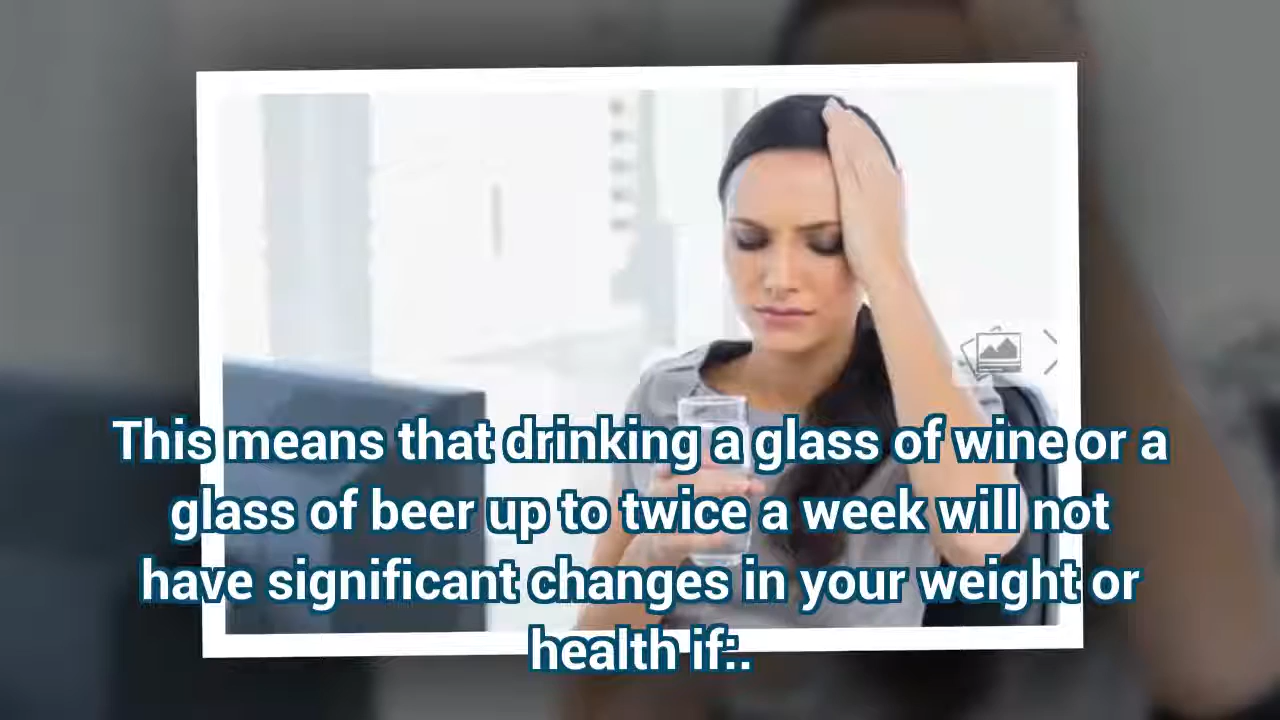 This means that drinking a glass of wine or a
glass of beer up to twice a week will not
have significant changes in your weight or
health if:.